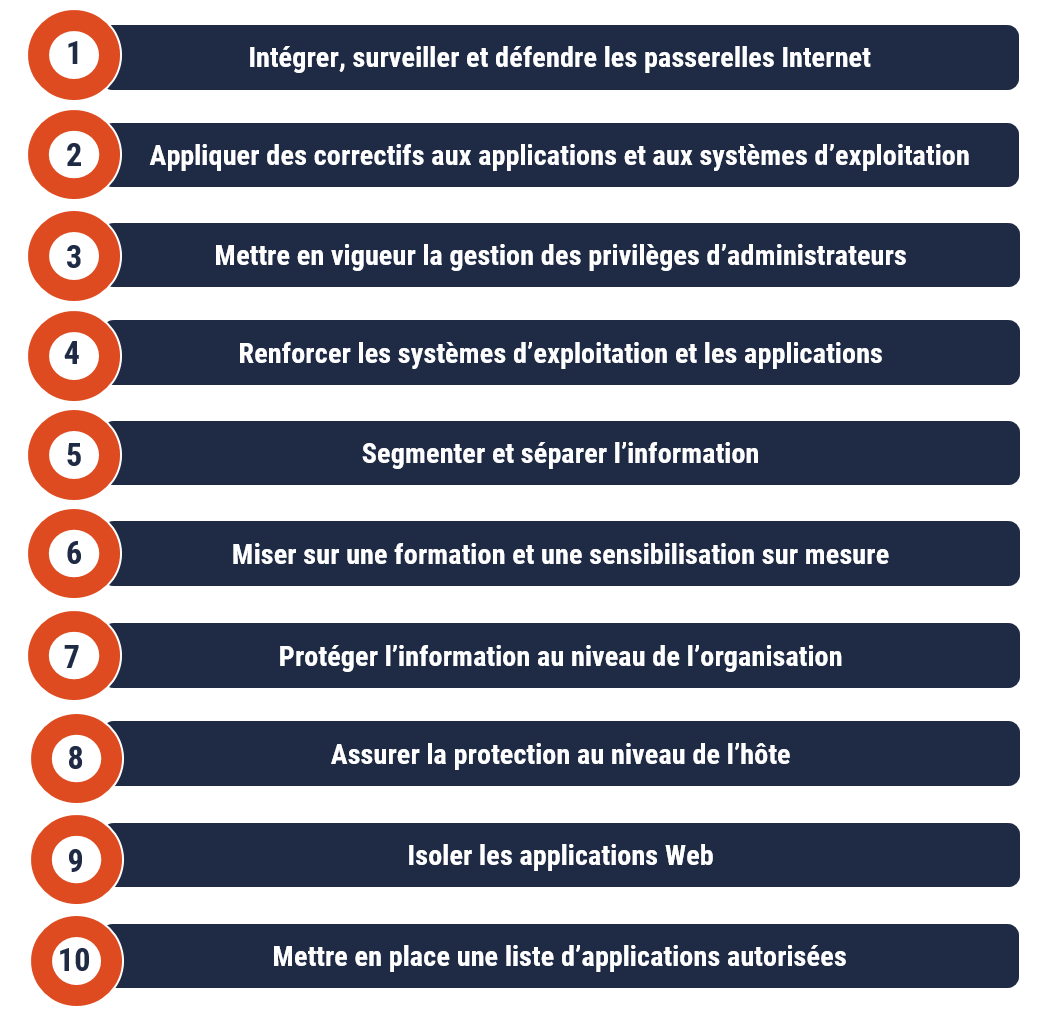 1
Intégrer, surveiller et défendre les passerelles Internet
2
Appliquer des correctifs aux applications et aux systèmes d’exploitation
3
Mettre en vigueur la gestion des privilèges d’administrateurs
4
Renforcer les systèmes d’exploitation et les applications
5
Segmenter et séparer l’information
6
Miser sur une formation et une sensibilisation sur mesure
7
Protéger l’information au niveau de l’organisation
8
Assurer la protection au niveau de l’hôte
9
Isoler les applications Web
10
Mettre en place une liste d’applications autorisées